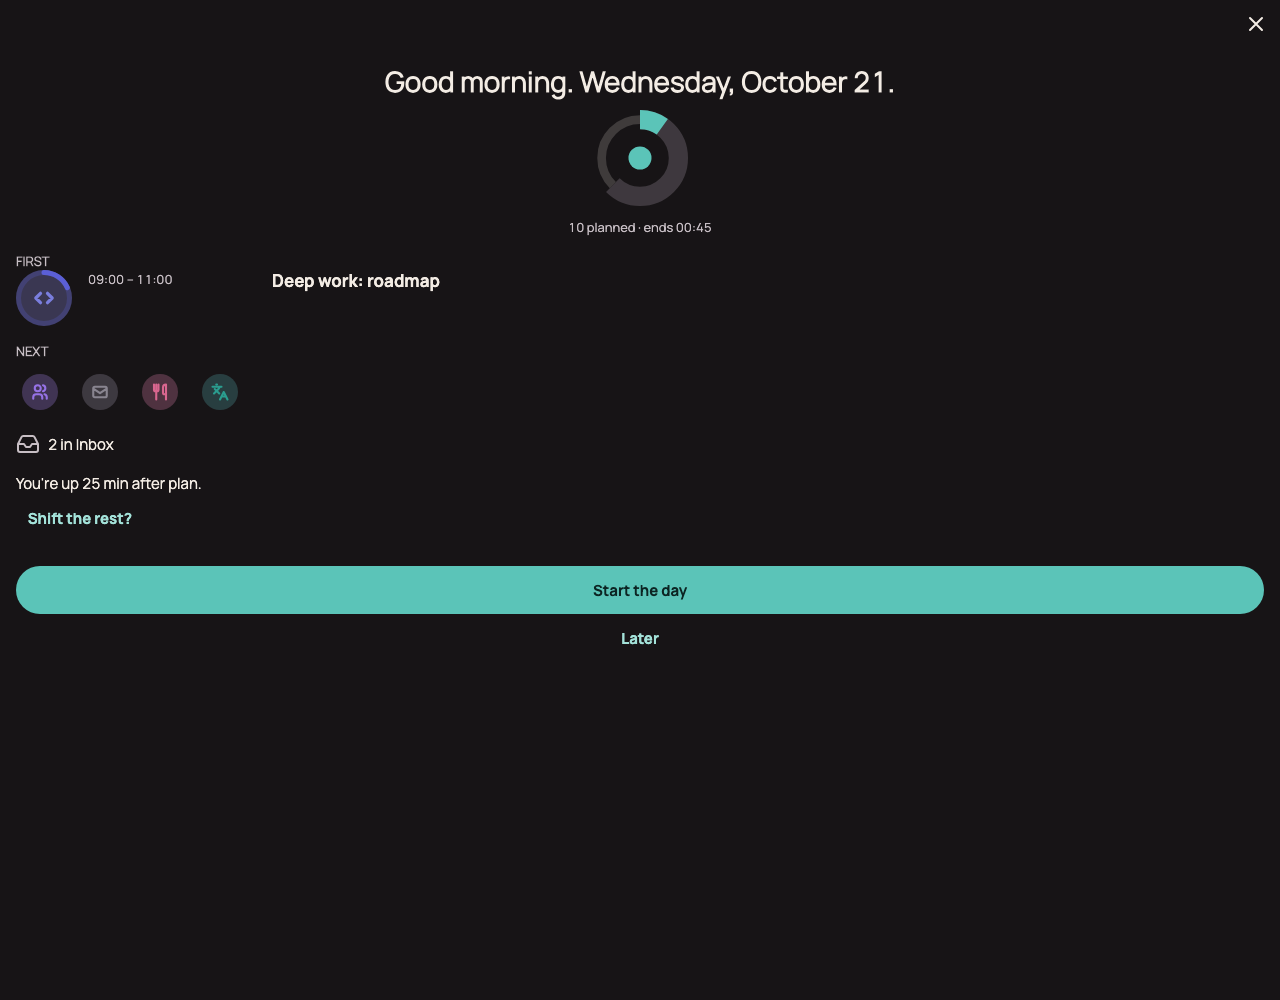 Good morning. Wednesday, October 21.
10 planned · ends 00:45
FIRST
09:00 – 11:00
Deep work: roadmap
NEXT
2 in Inbox
You're up 25 min after plan.
Shift the rest?
Start the day
Later